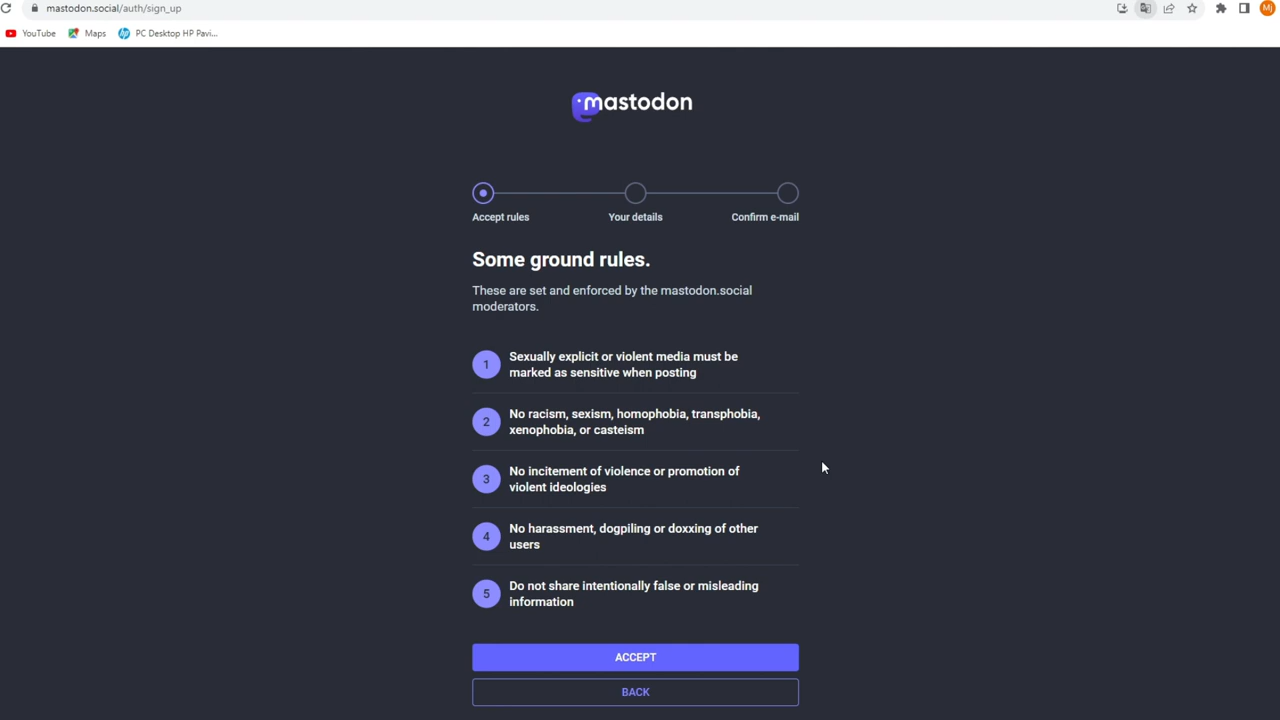 mastodon.social/auth/sign_up
Mj
YouTube
Maps
hp
PC Desktop HP Pavi...
mastodon
Accept rules
Your details
Confirm e-mail
Some ground rules.
These are set and enforced by the mastodon.social
moderators.
1
Sexually explicit or violent media must be
marked as sensitive when posting
2
No racism, sexism, homophobia, transphobia,
xenophobia, or casteism
3
No incitement of violence or promotion of
violent ideologies
4
No harassment, dogpiling or doxxing of other
users
5
Do not share intentionally false or misleading
information
ACCEPT
BACK